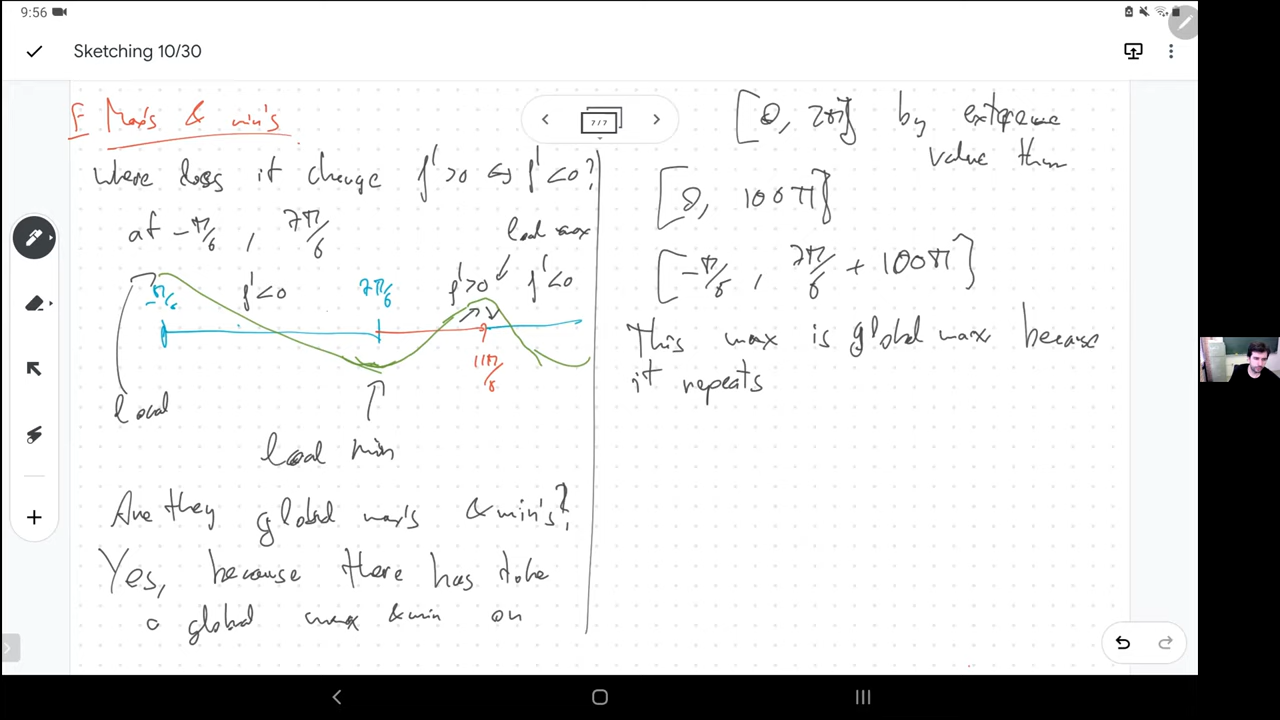 9:56
Sketching 10/30
F Max's & min's
Where does it change f' > 0 ⇔ f' < 0?
at -π/6, 7π/6
local max
-π/6
f' < 0
7π/6
f' > 0
f' < 0
11π/6
local
local min
Are they global max's & min's?
Yes, because there has to be
a global max & min on
7/7
[0, 2π] by extreme
value thm
[0, 100π]
[-π/6, 7π/6 + 100π]
This max is global max because
it repeats